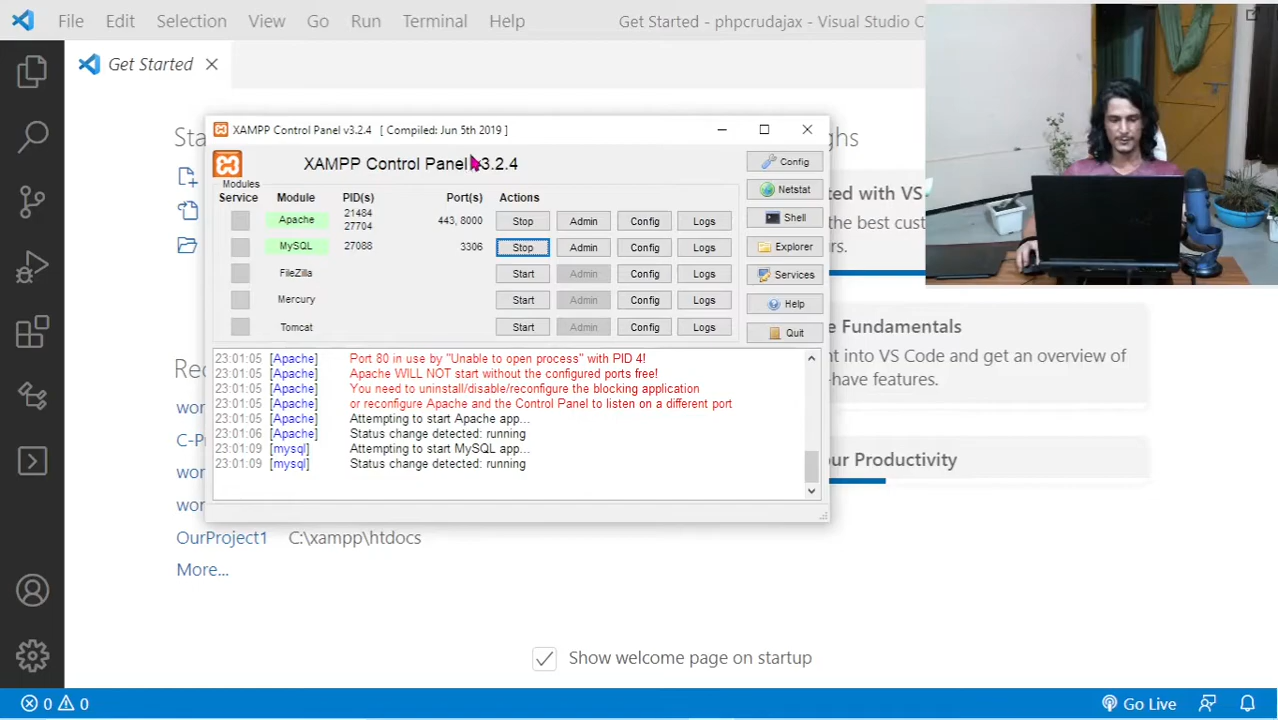 File Edit Selection View Go Run Terminal Help Get Started - phpcrudajax - Visual Studio C
Get Started
Sta
ghs
XAMPP Control Panel v3.2.4 [ Compiled: Jun 5th 2019 ]
XAMPP Control Panel v3.2.4
Config
Modules
Service Module PID(s) Port(s) Actions
Netstat
Apache 21484 27704 443, 8000 Stop Admin Config Logs
Shell
MySQL 27088 3306 Stop Admin Config Logs
Explorer
FileZilla Start Admin Config Logs
Services
Mercury Start Admin Config Logs
Help
Tomcat Start Admin Config Logs
Quit
23:01:05 [Apache] Port 80 in use by "Unable to open process" with PID 4!
23:01:05 [Apache] Apache WILL NOT start without the configured ports free!
23:01:05 [Apache] You need to uninstall/disable/reconfigure the blocking application
23:01:05 [Apache] or reconfigure Apache and the Control Panel to listen on a different port
23:01:05 [Apache] Attempting to start Apache app...
23:01:06 [Apache] Status change detected: running
23:01:09 [mysql] Attempting to start MySQL app...
23:01:09 [mysql] Status change detected: running
ted with VS
the best cust
urs.
e Fundamentals
nt into VS Code and get an overview of
-have features.
our Productivity
Rec
wor
C-P
wor
wor
OurProject1 C:\xampp\htdocs
More...
Show welcome page on startup
0 0 Go Live